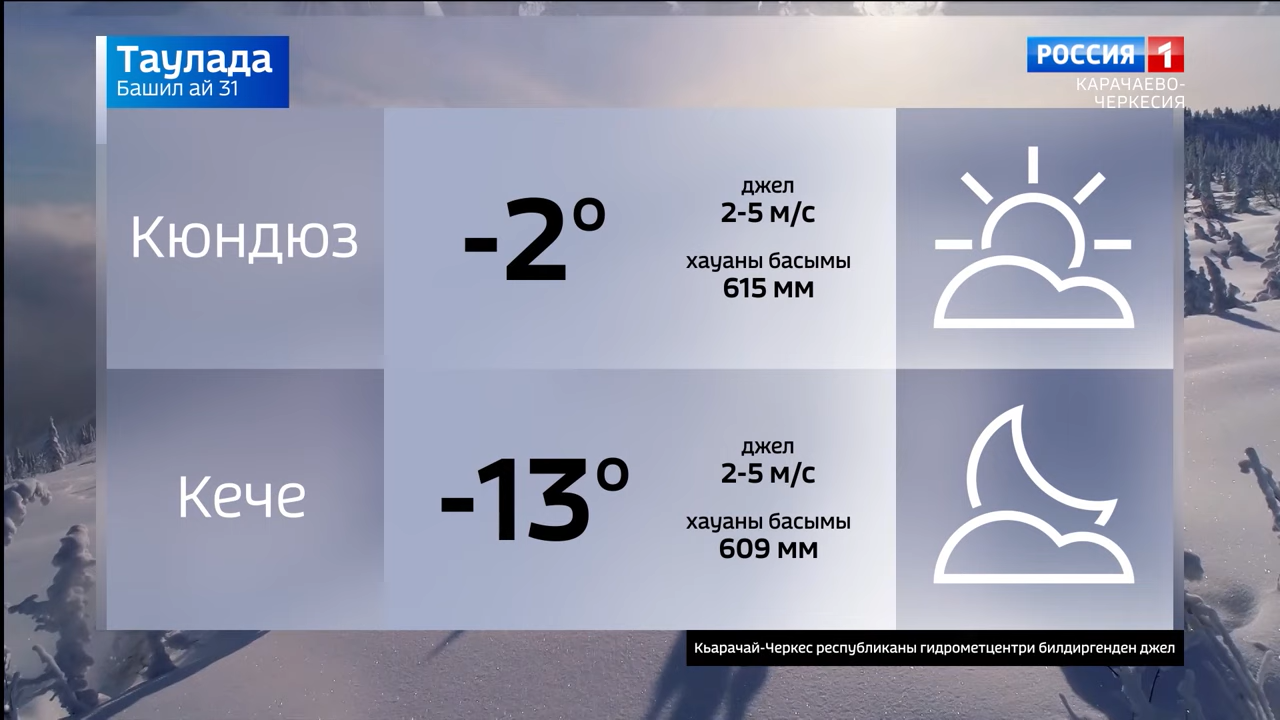 Таулада
Башил ай 31
РОССИЯ 1
КАРАЧАЕВО-
ЧЕРКЕСИЯ
Кюндюз
-2°
джел
2-5 м/с
хауаны басымы
615 мм
Кече
-13°
джел
2-5 м/с
хауаны басымы
609 мм
Кьарачай-Черкес республиканы гидрометцентри билдиргенден джел